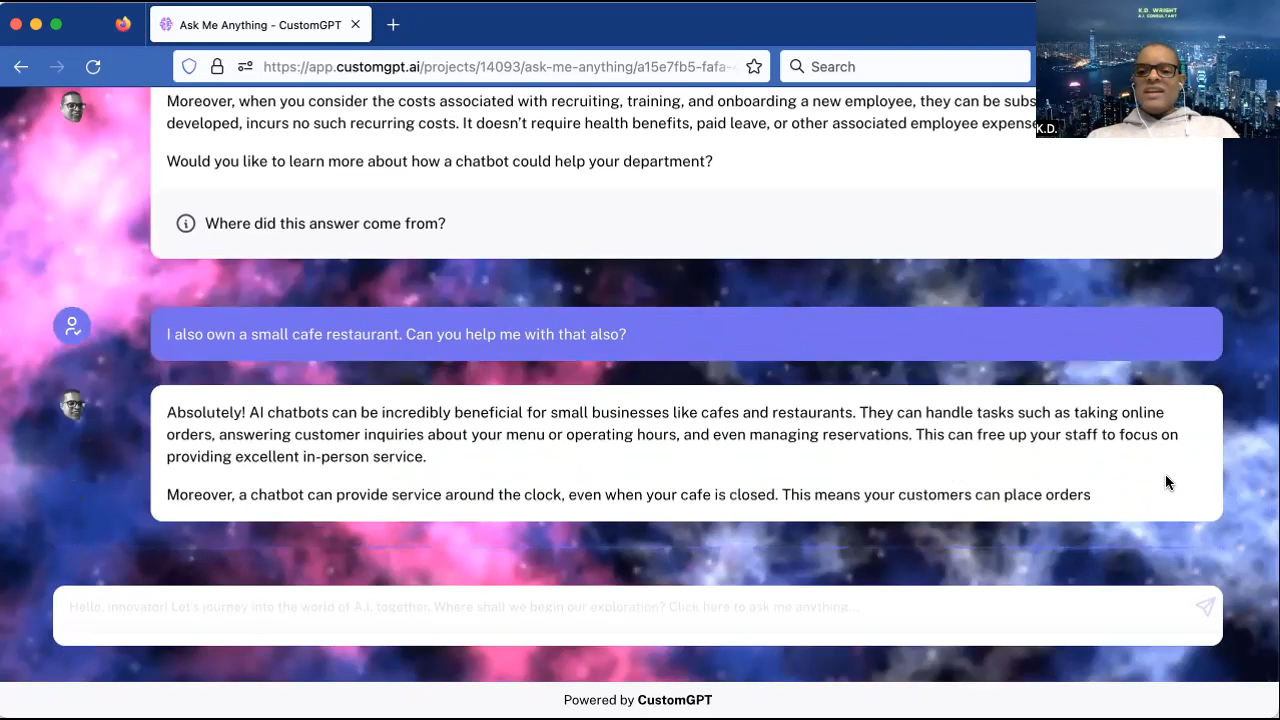 Ask Me Anything - CustomGPT
https://app.customgpt.ai/projects/14093/ask-me-anything/a15e7fb5-fafa-
Search
K.D. WRIGHT
A.I. CONSULTANT
K.D.
Moreover, when you consider the costs associated with recruiting, training, and onboarding a new employee, they can be subs
developed, incurs no such recurring costs. It doesn't require health benefits, paid leave, or other associated employee expense
Would you like to learn more about how a chatbot could help your department?
Where did this answer come from?
I also own a small cafe restaurant. Can you help me with that also?
Absolutely! AI chatbots can be incredibly beneficial for small businesses like cafes and restaurants. They can handle tasks such as taking online
orders, answering customer inquiries about your menu or operating hours, and even managing reservations. This can free up your staff to focus on
providing excellent in-person service.
Moreover, a chatbot can provide service around the clock, even when your cafe is closed. This means your customers can place orders
Hello, innovator! Let's journey into the world of A.I. together. Where shall we begin our exploration? Click here to ask me anything...
Powered by CustomGPT